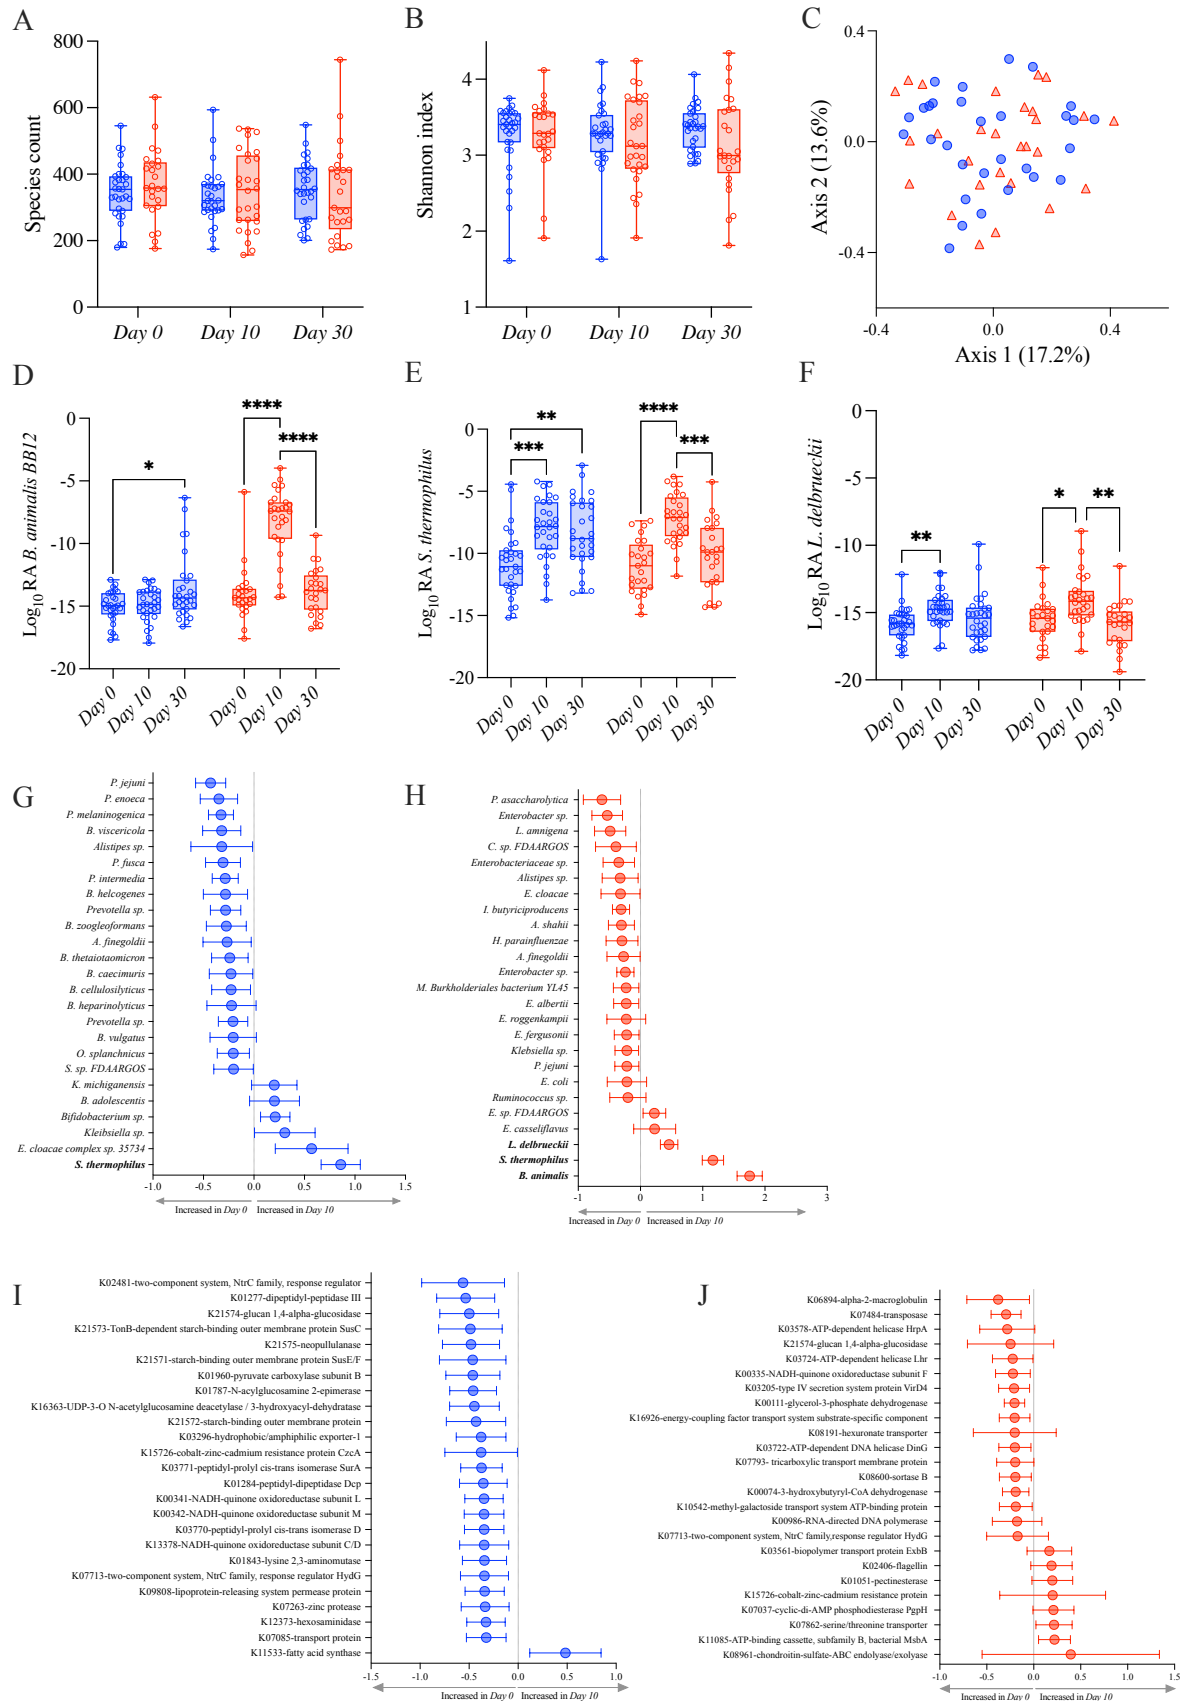 A
800
600
400
200
0
Species count
Day 0
Day 10
Day 30
B
4
3
2
1
Shannon index
Day 0
Day 10
Day 30
C
0.4
0.0
-0.4
Axis 2 (13.6%)
-0.4
0.0
0.4
Axis 1 (17.2%)
D
0
-5
-10
-15
-20
Log10 RA B. animalis BB12
*
****
****
Day 0
Day 10
Day 30
Day 0
Day 10
Day 30
E
0
-5
-10
-15
-20
Log10 RA S. thermophilus
**
***
****
***
Day 0
Day 10
Day 30
Day 0
Day 10
Day 30
F
0
-5
-10
-15
-20
Log10 RA L. delbrueckii
**
*
**
Day 0
Day 10
Day 30
Day 0
Day 10
Day 30
G
P. jejuni
P. enoeca
P. melaninogenica
B. viscericola
Alistipes sp.
P. fusca
P. intermedia
B. helcogenes
Prevotella sp.
B. zoogleoformans
A. finegoldii
B. thetaiotaomicron
B. caecimuris
B. cellulosilyticus
B. heparinolyticus
Prevotella sp.
B. vulgatus
O. splanchnicus
S. sp. FDAARGOS
K. michiganensis
B. adolescentis
Bifidobacterium sp.
Kleibsiella sp.
E. cloacae complex sp. 35734
S. thermophilus
-1.0
-0.5
0.0
0.5
1.0
1.5
Increased in Day 0
Increased in Day 10
H
P. asaccharolytica
Enterobacter sp.
L. amnigena
C. sp. FDAARGOS
Enterobacteriaceae sp.
Alistipes sp.
E. cloacae
I. butyriciproducens
A. shahii
H. parainfluenzae
A. finegoldii
Enterobacter sp.
M. Burkholderiales bacterium YL45
E. albertii
E. roggenkampii
E. fergusonii
Klebsiella sp.
P. jejuni
E. coli
Ruminococcus sp.
E. sp. FDAARGOS
E. casseliflavus
L. delbrueckii
S. thermophilus
B. animalis
-1
0
1
2
3
Increased in Day 0
Increased in Day 10
I
K02481-two-component system, NtrC family, response regulator
K01277-dipeptidyl-peptidase III
K21574-glucan 1,4-alpha-glucosidase
K21573-TonB-dependent starch-binding outer membrane protein SusC
K21575-neopullulanase
K21571-starch-binding outer membrane protein SusE/F
K01960-pyruvate carboxylase subunit B
K01787-N-acylglucosamine 2-epimerase
K16363-UDP-3-O N-acetylglucosamine deacetylase / 3-hydroxyacyl-dehydratase
K21572-starch-binding outer membrane protein
K03296-hydrophobic/amphiphilic exporter-1
K15726-cobalt-zinc-cadmium resistance protein CzcA
K03771-peptidyl-prolyl cis-trans isomerase SurA
K01284-peptidyl-dipeptidase Dcp
K00341-NADH-quinone oxidoreductase subunit L
K00342-NADH-quinone oxidoreductase subunit M
K03770-peptidyl-prolyl cis-trans isomerase D
K13378-NADH-quinone oxidoreductase subunit C/D
K01843-lysine 2,3-aminomutase
K07713-two-component system, NtrC family, response regulator HydG
K09808-lipoprotein-releasing system permease protein
K07263-zinc protease
K12373-hexosaminidase
K07085-transport protein
K11533-fatty acid synthase
-1.5
-1.0
-0.5
0.0
0.5
1.0
1.5
Increased in Day 0
Increased in Day 10
J
K06894-alpha-2-macroglobulin
K07484-transposase
K03578-ATP-dependent helicase HrpA
K21574-glucan 1,4-alpha-glucosidase
K03724-ATP-dependent helicase Lhr
K00335-NADH-quinone oxidoreductase subunit F
K03205-type IV secretion system protein VirD4
K00111-glycerol-3-phosphate dehydrogenase
K16926-energy-coupling factor transport system substrate-specific component
K08191-hexuronate transporter
K03722-ATP-dependent DNA helicase DinG
K07793- tricarboxylic transport membrane protein
K08600-sortase B
K00074-3-hydroxybutyryl-CoA dehydrogenase
K10542-methyl-galactoside transport system ATP-binding protein
K00986-RNA-directed DNA polymerase
K07713-two-component system, NtrC family,response regulator HydG
K03561-biopolymer transport protein ExbB
K02406-flagellin
K01051-pectinesterase
K15726-cobalt-zinc-cadmium resistance protein
K07037-cyclic-di-AMP phosphodiesterase PgpH
K07862-serine/threonine transporter
K11085-ATP-binding cassette, subfamily B, bacterial MsbA
K08961-chondroitin-sulfate-ABC endolyase/exolyase
-1.0
-0.5
0.0
0.5
1.0
1.5
Increased in Day 0
Increased in Day 10